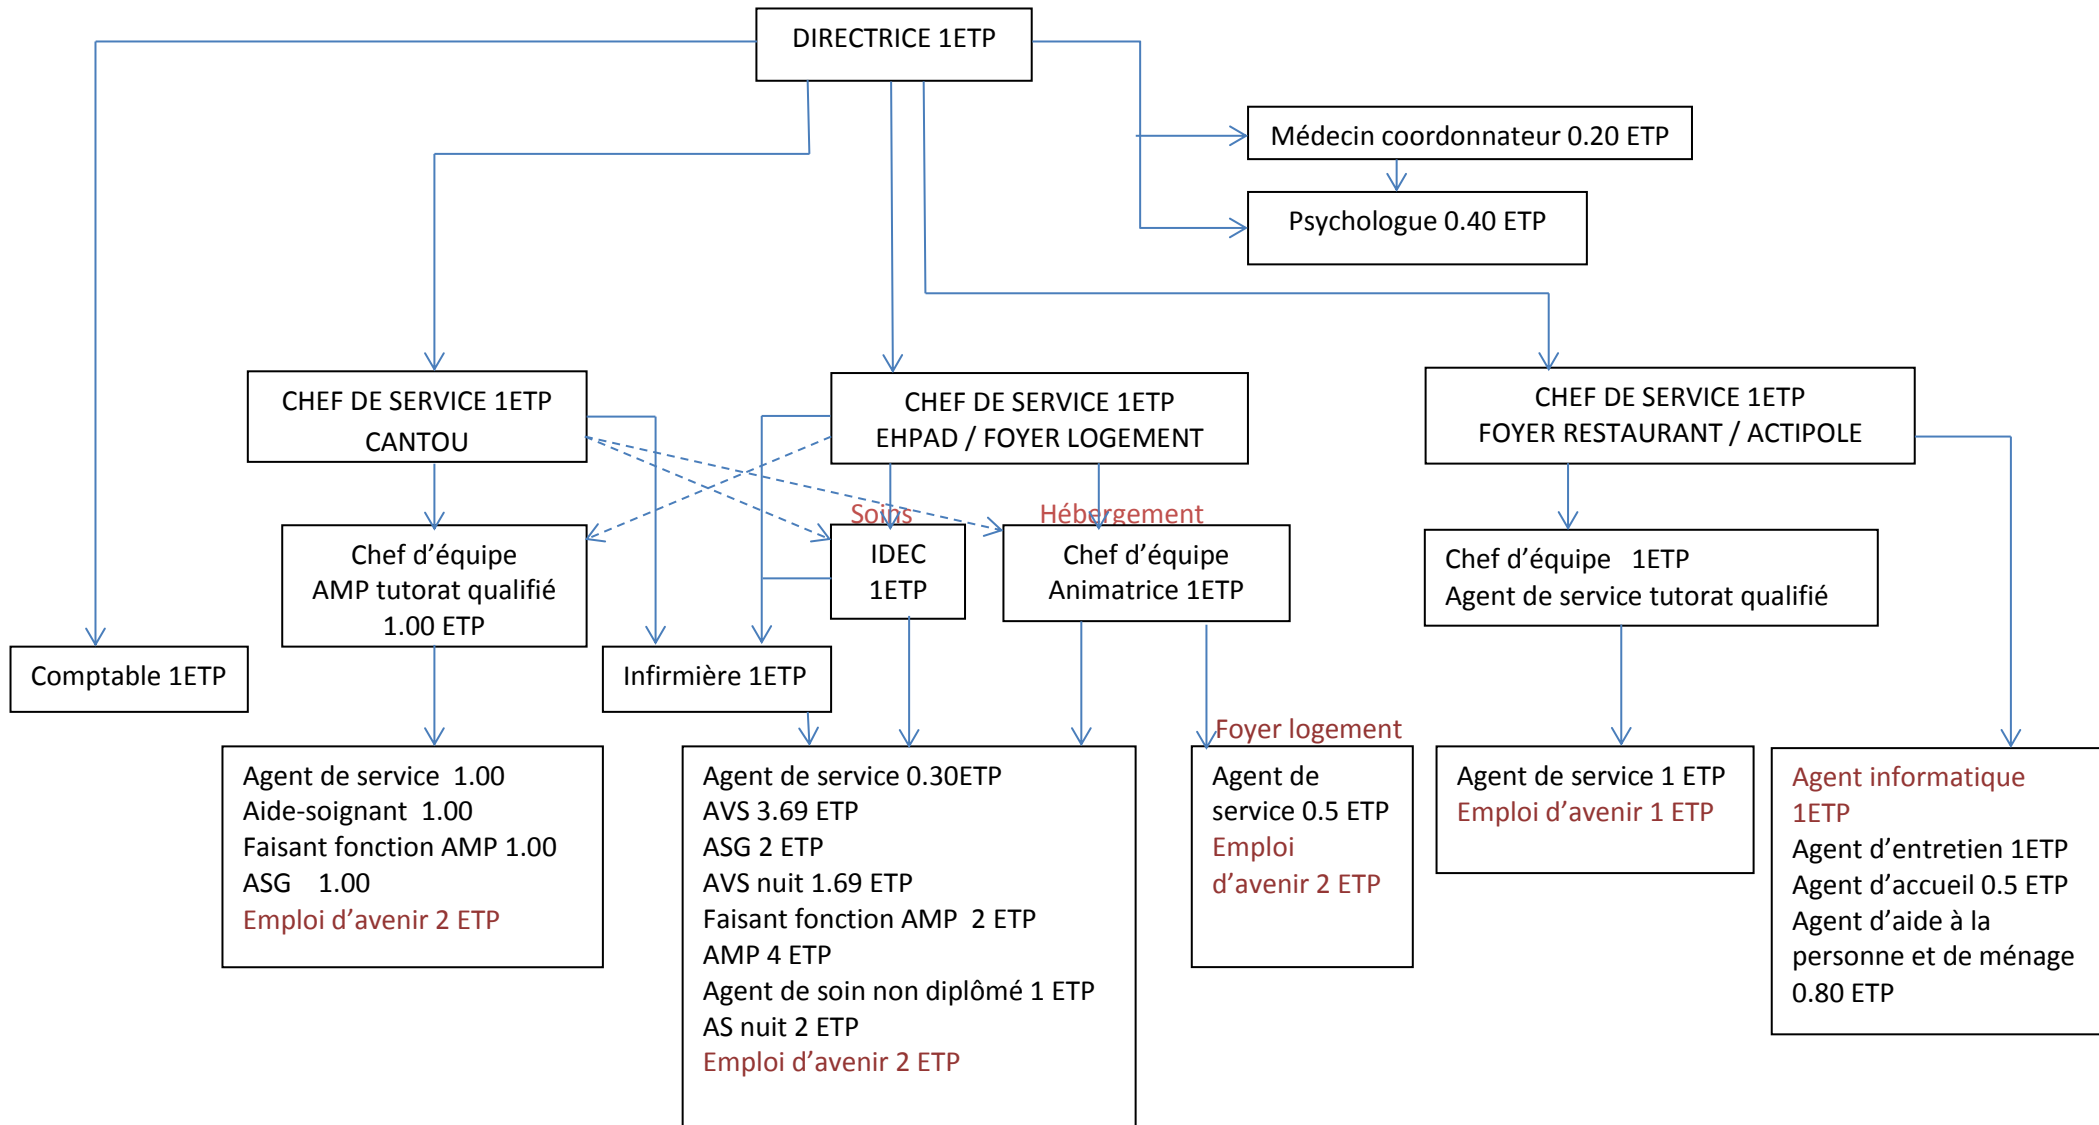 DIRECTRICE 1ETP
Médecin coordonnateur 0.20 ETP
Psychologue 0.40 ETP
CHEF DE SERVICE 1ETP
CANTOU
CHEF DE SERVICE 1ETP
EHPAD / FOYER LOGEMENT
CHEF DE SERVICE 1ETP
FOYER RESTAURANT / ACTIPOLE
Soins
Hébergement
Chef d’équipe
AMP tutorat qualifié
1.00 ETP
IDEC
1ETP
Chef d’équipe
Animatrice 1ETP
Chef d’équipe 1ETP
Agent de service tutorat qualifié
Comptable 1ETP
Infirmière 1ETP
Foyer logement
Agent de service 1.00
Aide-soignant 1.00
Faisant fonction AMP 1.00
ASG 1.00
Emploi d’avenir 2 ETP
Agent de service 0.30ETP
AVS 3.69 ETP
ASG 2 ETP
AVS nuit 1.69 ETP
Faisant fonction AMP 2 ETP
AMP 4 ETP
Agent de soin non diplômé 1 ETP
AS nuit 2 ETP
Emploi d’avenir 2 ETP
Agent de
service 0.5 ETP
Emploi
d’avenir 2 ETP
Agent de service 1 ETP
Emploi d’avenir 1 ETP
Agent informatique
1ETP
Agent d’entretien 1ETP
Agent d’accueil 0.5 ETP
Agent d’aide à la
personne et de ménage
0.80 ETP